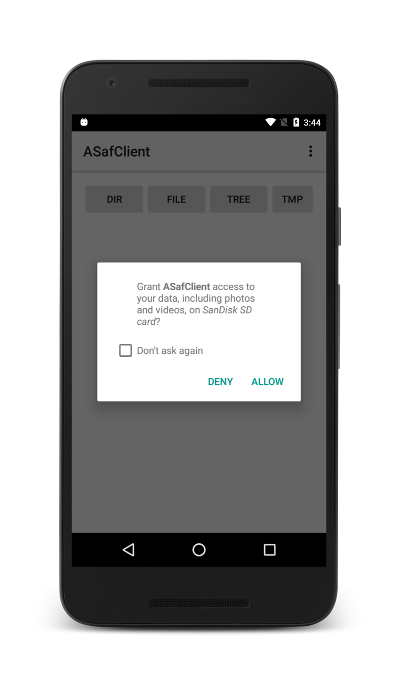 3:44
ASafClient
DIR FILE TREE TMP
Grant ASafClient access to
your data, including photos
and videos, on SanDisk SD
card?
Don't ask again
DENY ALLOW